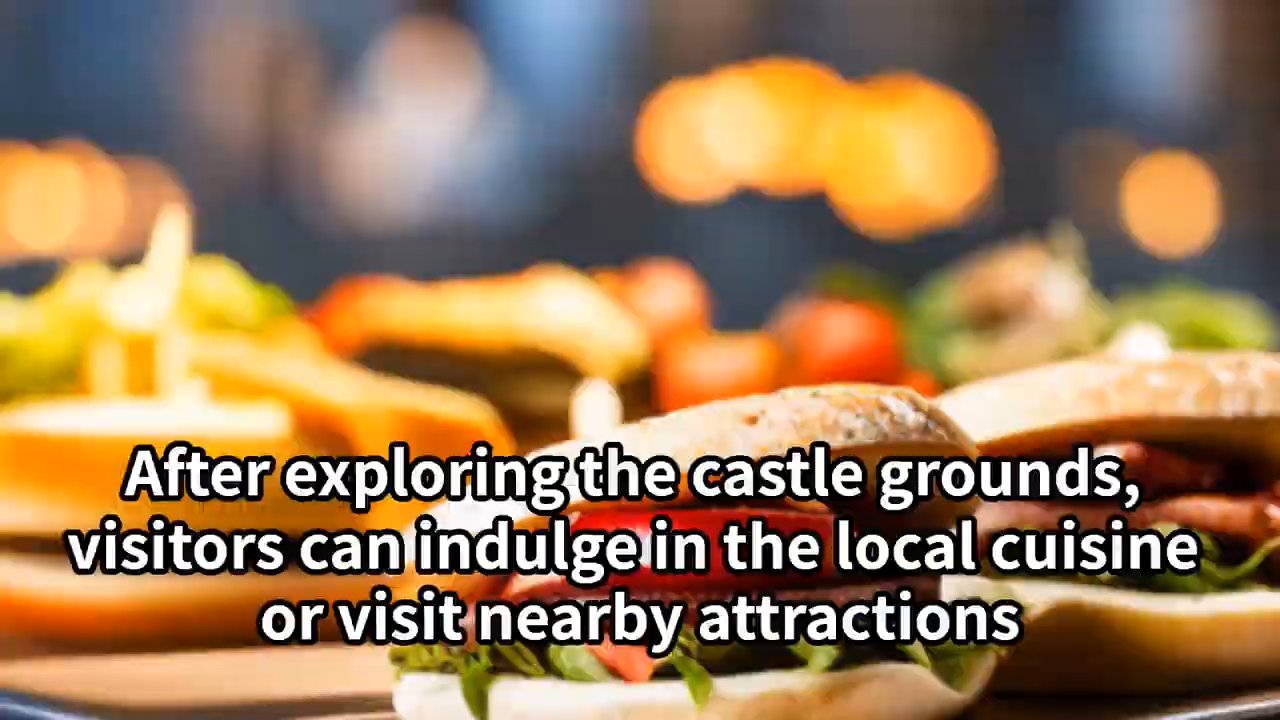 After exploring the castle grounds,
visitors can indulge in the local cuisine
or visit nearby attractions